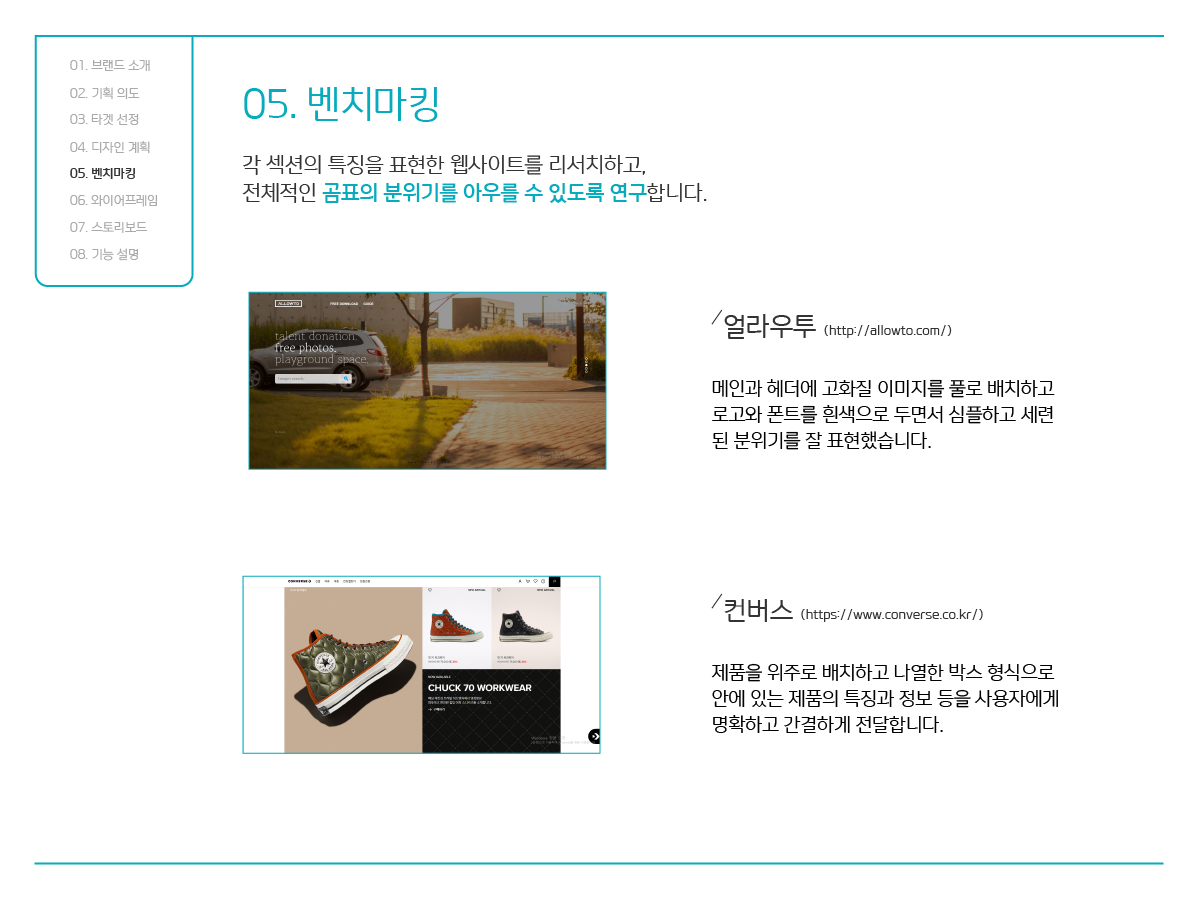 01. 브랜드 소개
02. 기획 의도
03. 타겟 선정
04. 디자인 계획
05. 벤치마킹
06. 와이어프레임
07. 스토리보드
08. 기능 설명
05. 벤치마킹
각 섹션의 특징을 표현한 웹사이트를 리서치하고,
전체적인 곰표의 분위기를 아우를 수 있도록 연구합니다.
ALLOWTO FREE DOWNLOAD
talent donation.
free photos.
playground space.
/얼라우투 (http://allowto.com/)
메인과 헤더에 고화질 이미지를 풀로 배치하고
로고와 폰트를 흰색으로 두면서 심플하고 세련
된 분위기를 잘 표현했습니다.
CONVERSE
CHUCK 70 WORKWEAR
/컨버스 (https://www.converse.co.kr/)
제품을 위주로 배치하고 나열한 박스 형식으로
안에 있는 제품의 특징과 정보 등을 사용자에게
명확하고 간결하게 전달합니다.